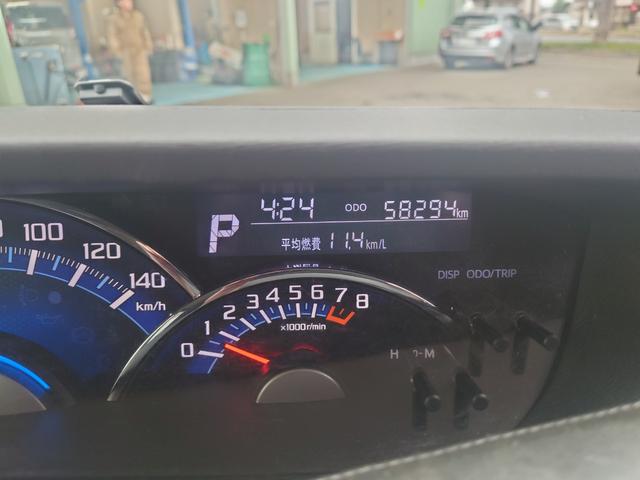 P 4:24 ODO 58294km
平均燃費 11.4km/L
100 120 140 km/h
DISP ODO/TRIP
0 1 2 3 4 5 6 7 8
×1000r/min
H M